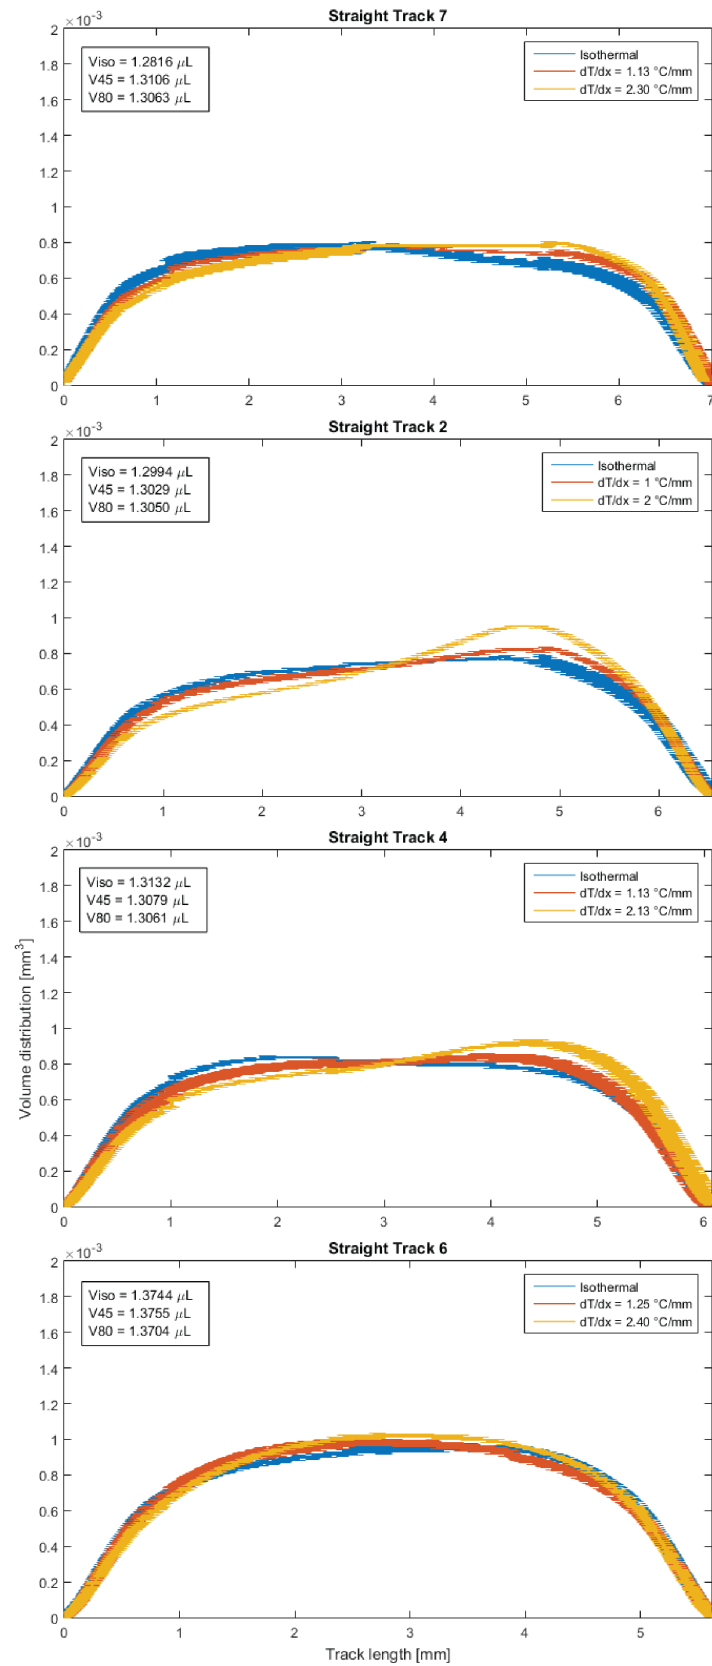 Straight Track 7
×10-3
2
1.8
1.6
1.4
1.2
1
0.8
0.6
0.4
0.2
0
Viso = 1.2816 μL
V45 = 1.3106 μL
V80 = 1.3063 μL
Isothermal
dT/dx = 1.13 °C/mm
dT/dx = 2.30 °C/mm
0 1 2 3 4 5 6 7
Straight Track 2
×10-3
2
1.8
1.6
1.4
1.2
1
0.8
0.6
0.4
0.2
0
Viso = 1.2994 μL
V45 = 1.3029 μL
V80 = 1.3050 μL
Isothermal
dT/dx = 1 °C/mm
dT/dx = 2 °C/mm
0 1 2 3 4 5 6
Straight Track 4
×10-3
2
1.8
1.6
1.4
1.2
1
0.8
0.6
0.4
0.2
0
Viso = 1.3132 μL
V45 = 1.3079 μL
V80 = 1.3061 μL
Isothermal
dT/dx = 1.13 °C/mm
dT/dx = 2.13 °C/mm
Volume distribution [mm3]
0 1 2 3 4 5 6
Straight Track 6
×10-3
2
1.8
1.6
1.4
1.2
1
0.8
0.6
0.4
0.2
0
Viso = 1.3744 μL
V45 = 1.3755 μL
V80 = 1.3704 μL
Isothermal
dT/dx = 1.25 °C/mm
dT/dx = 2.40 °C/mm
0 1 2 3 4 5
Track length [mm]